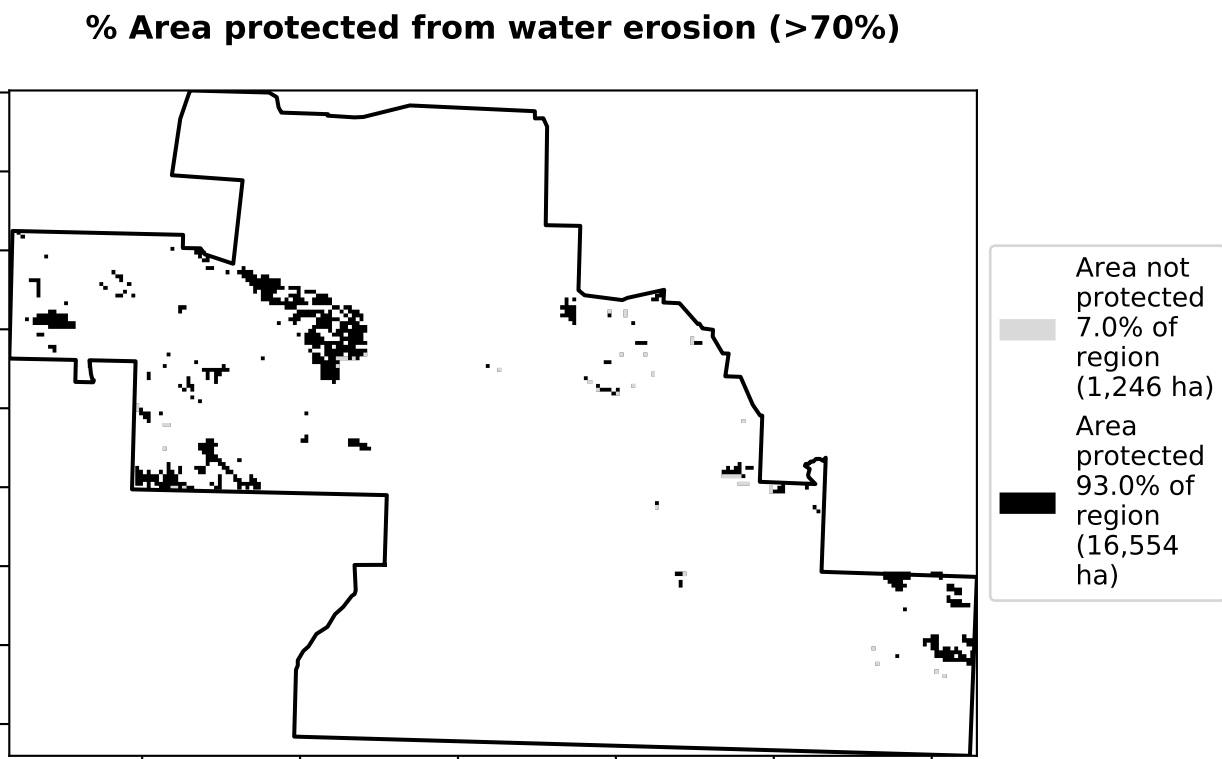 % Area protected from water erosion (>70%)
Area not
protected
7.0% of
region
(1,246 ha)
Area
protected
93.0% of
region
(16,554
ha)